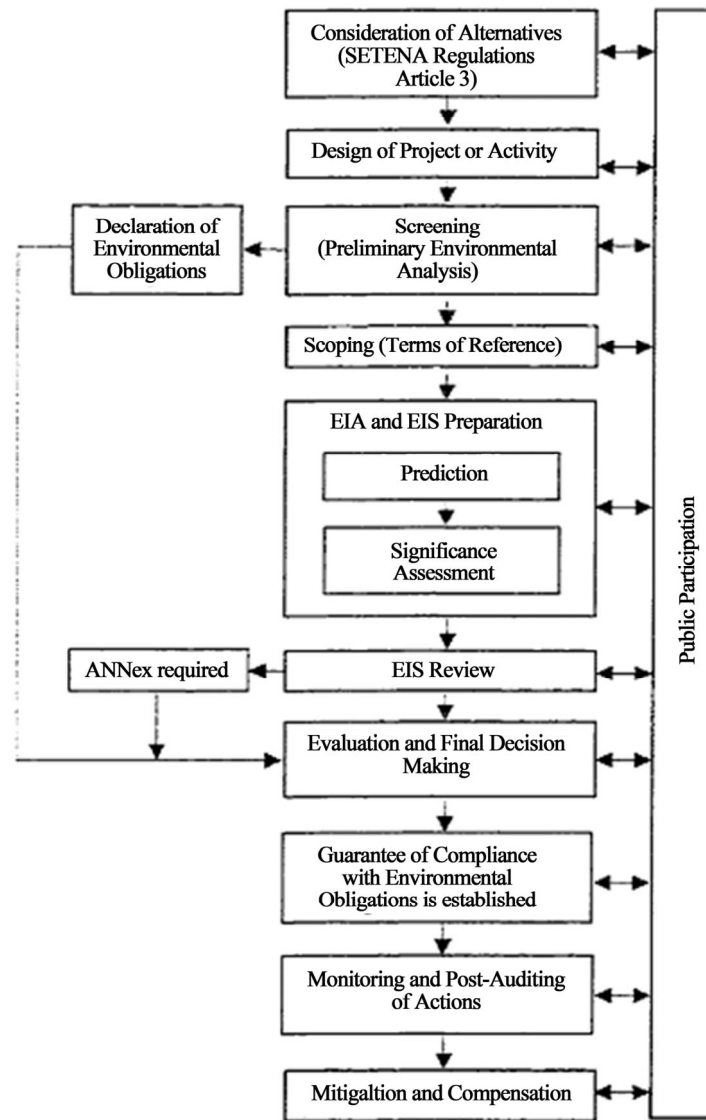 Consideration of Alternatives
(SETENA Regulations
Article 3)
Design of Project or Activity
Declaration of
Environmental
Obligations
Screening
(Preliminary Environmental
Analysis)
Scoping (Terms of Reference)
EIA and EIS Preparation
Prediction
Significance
Assessment
ANNex required
EIS Review
Evaluation and Final Decision
Making
Guarantee of Compliance
with Environmental
Obligations is established
Monitoring and Post-Auditing
of Actions
Mitigaltion and Compensation
Public Participation